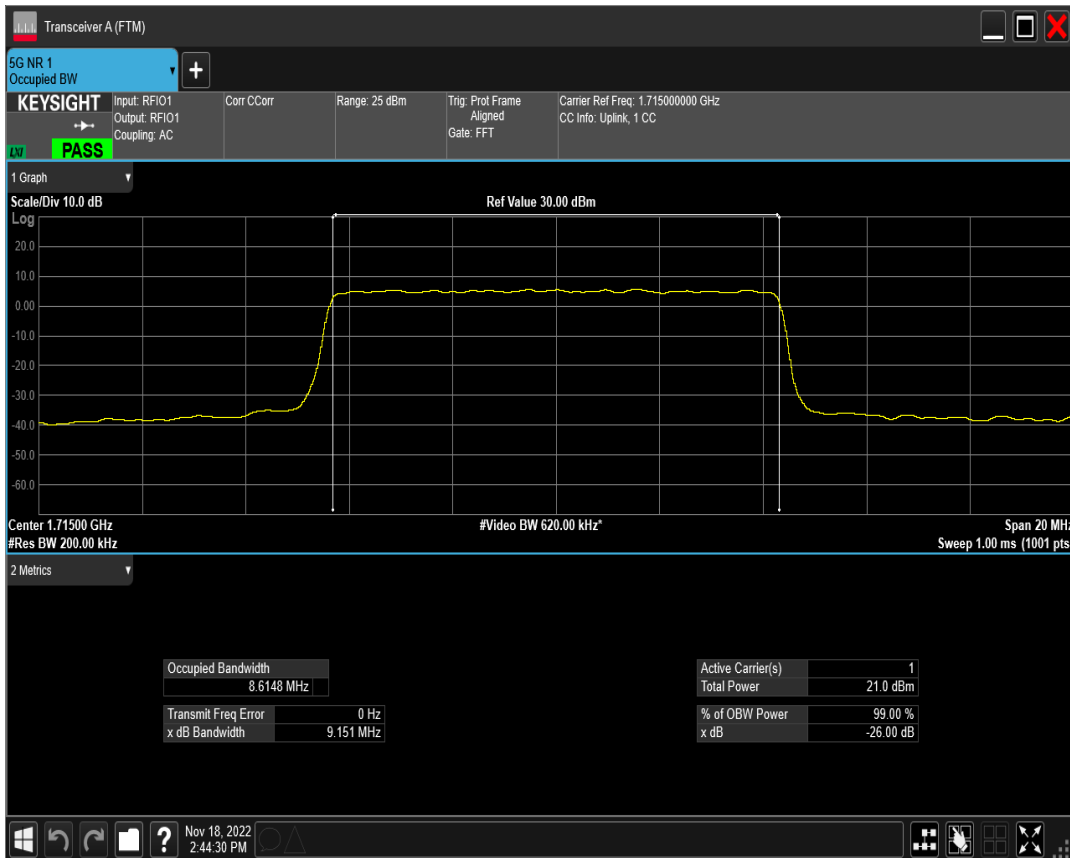 Transceiver A (FTM)
5G NR 1
Occupied BW
+
KEYSIGHT
LXI
PASS
Input: RFIO1
Output: RFIO1
Coupling: AC
Corr CCorr
Range: 25 dBm
Trig: Prot Frame
Aligned
Gate: FFT
Carrier Ref Freq: 1.715000000 GHz
CC Info: Uplink, 1 CC
1 Graph
Scale/Div 10.0 dB
Ref Value 30.00 dBm
Log
20.0
10.0
0.00
-10.0
-20.0
-30.0
-40.0
-50.0
-60.0
Center 1.71500 GHz
#Video BW 620.00 kHz*
Span 20 MHz
#Res BW 200.00 kHz
Sweep 1.00 ms (1001 pts
2 Metrics
Occupied Bandwidth
8.6148 MHz
Transmit Freq Error 0 Hz
x dB Bandwidth 9.151 MHz
Active Carrier(s) 1
Total Power 21.0 dBm
% of OBW Power 99.00 %
x dB -26.00 dB
?
Nov 18, 2022
2:44:30 PM